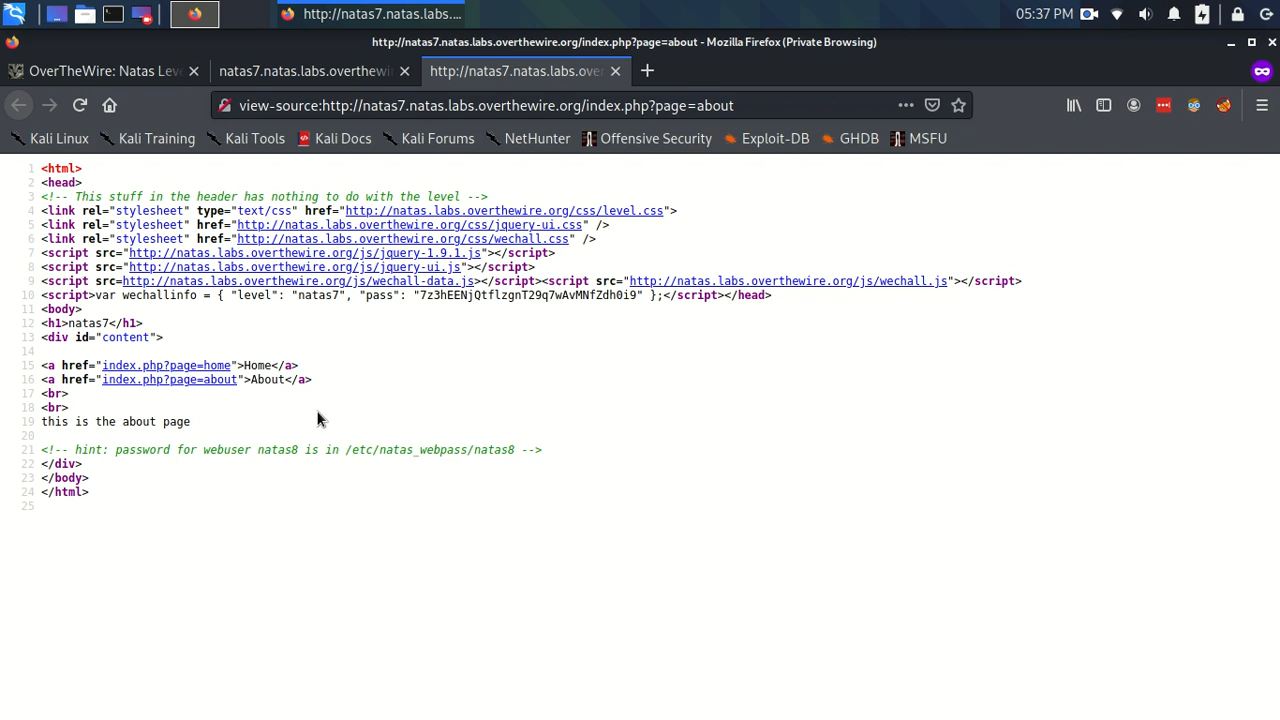 http://natas7.natas.labs....
05:37 PM
http://natas7.natas.labs.overthewire.org/index.php?page=about - Mozilla Firefox (Private Browsing)
OverTheWire: Natas Leve
natas7.natas.labs.overthewi
http://natas7.natas.labs.over
view-source:http://natas7.natas.labs.overthewire.org/index.php?page=about
Kali Linux Kali Training Kali Tools Kali Docs Kali Forums NetHunter Offensive Security Exploit-DB GHDB MSFU
1 <html>
2 <head>
3 <!-- This stuff in the header has nothing to do with the level -->
4 <link rel="stylesheet" type="text/css" href="http://natas.labs.overthewire.org/css/level.css">
5 <link rel="stylesheet" href="http://natas.labs.overthewire.org/css/jquery-ui.css" />
6 <link rel="stylesheet" href="http://natas.labs.overthewire.org/css/wechall.css" />
7 <script src="http://natas.labs.overthewire.org/js/jquery-1.9.1.js"></script>
8 <script src="http://natas.labs.overthewire.org/js/jquery-ui.js"></script>
9 <script src=http://natas.labs.overthewire.org/js/wechall-data.js></script><script src="http://natas.labs.overthewire.org/js/wechall.js"></script>
10 <script>var wechallinfo = { "level": "natas7", "pass": "7z3hEENjQtflzgnT29q7wAvMNfZdh0i9" };</script></head>
11 <body>
12 <h1>natas7</h1>
13 <div id="content">
14
15 <a href="index.php?page=home">Home</a>
16 <a href="index.php?page=about">About</a>
17 <br>
18 <br>
19 this is the about page
20
21 <!-- hint: password for webuser natas8 is in /etc/natas_webpass/natas8 -->
22 </div>
23 </body>
24 </html>
25